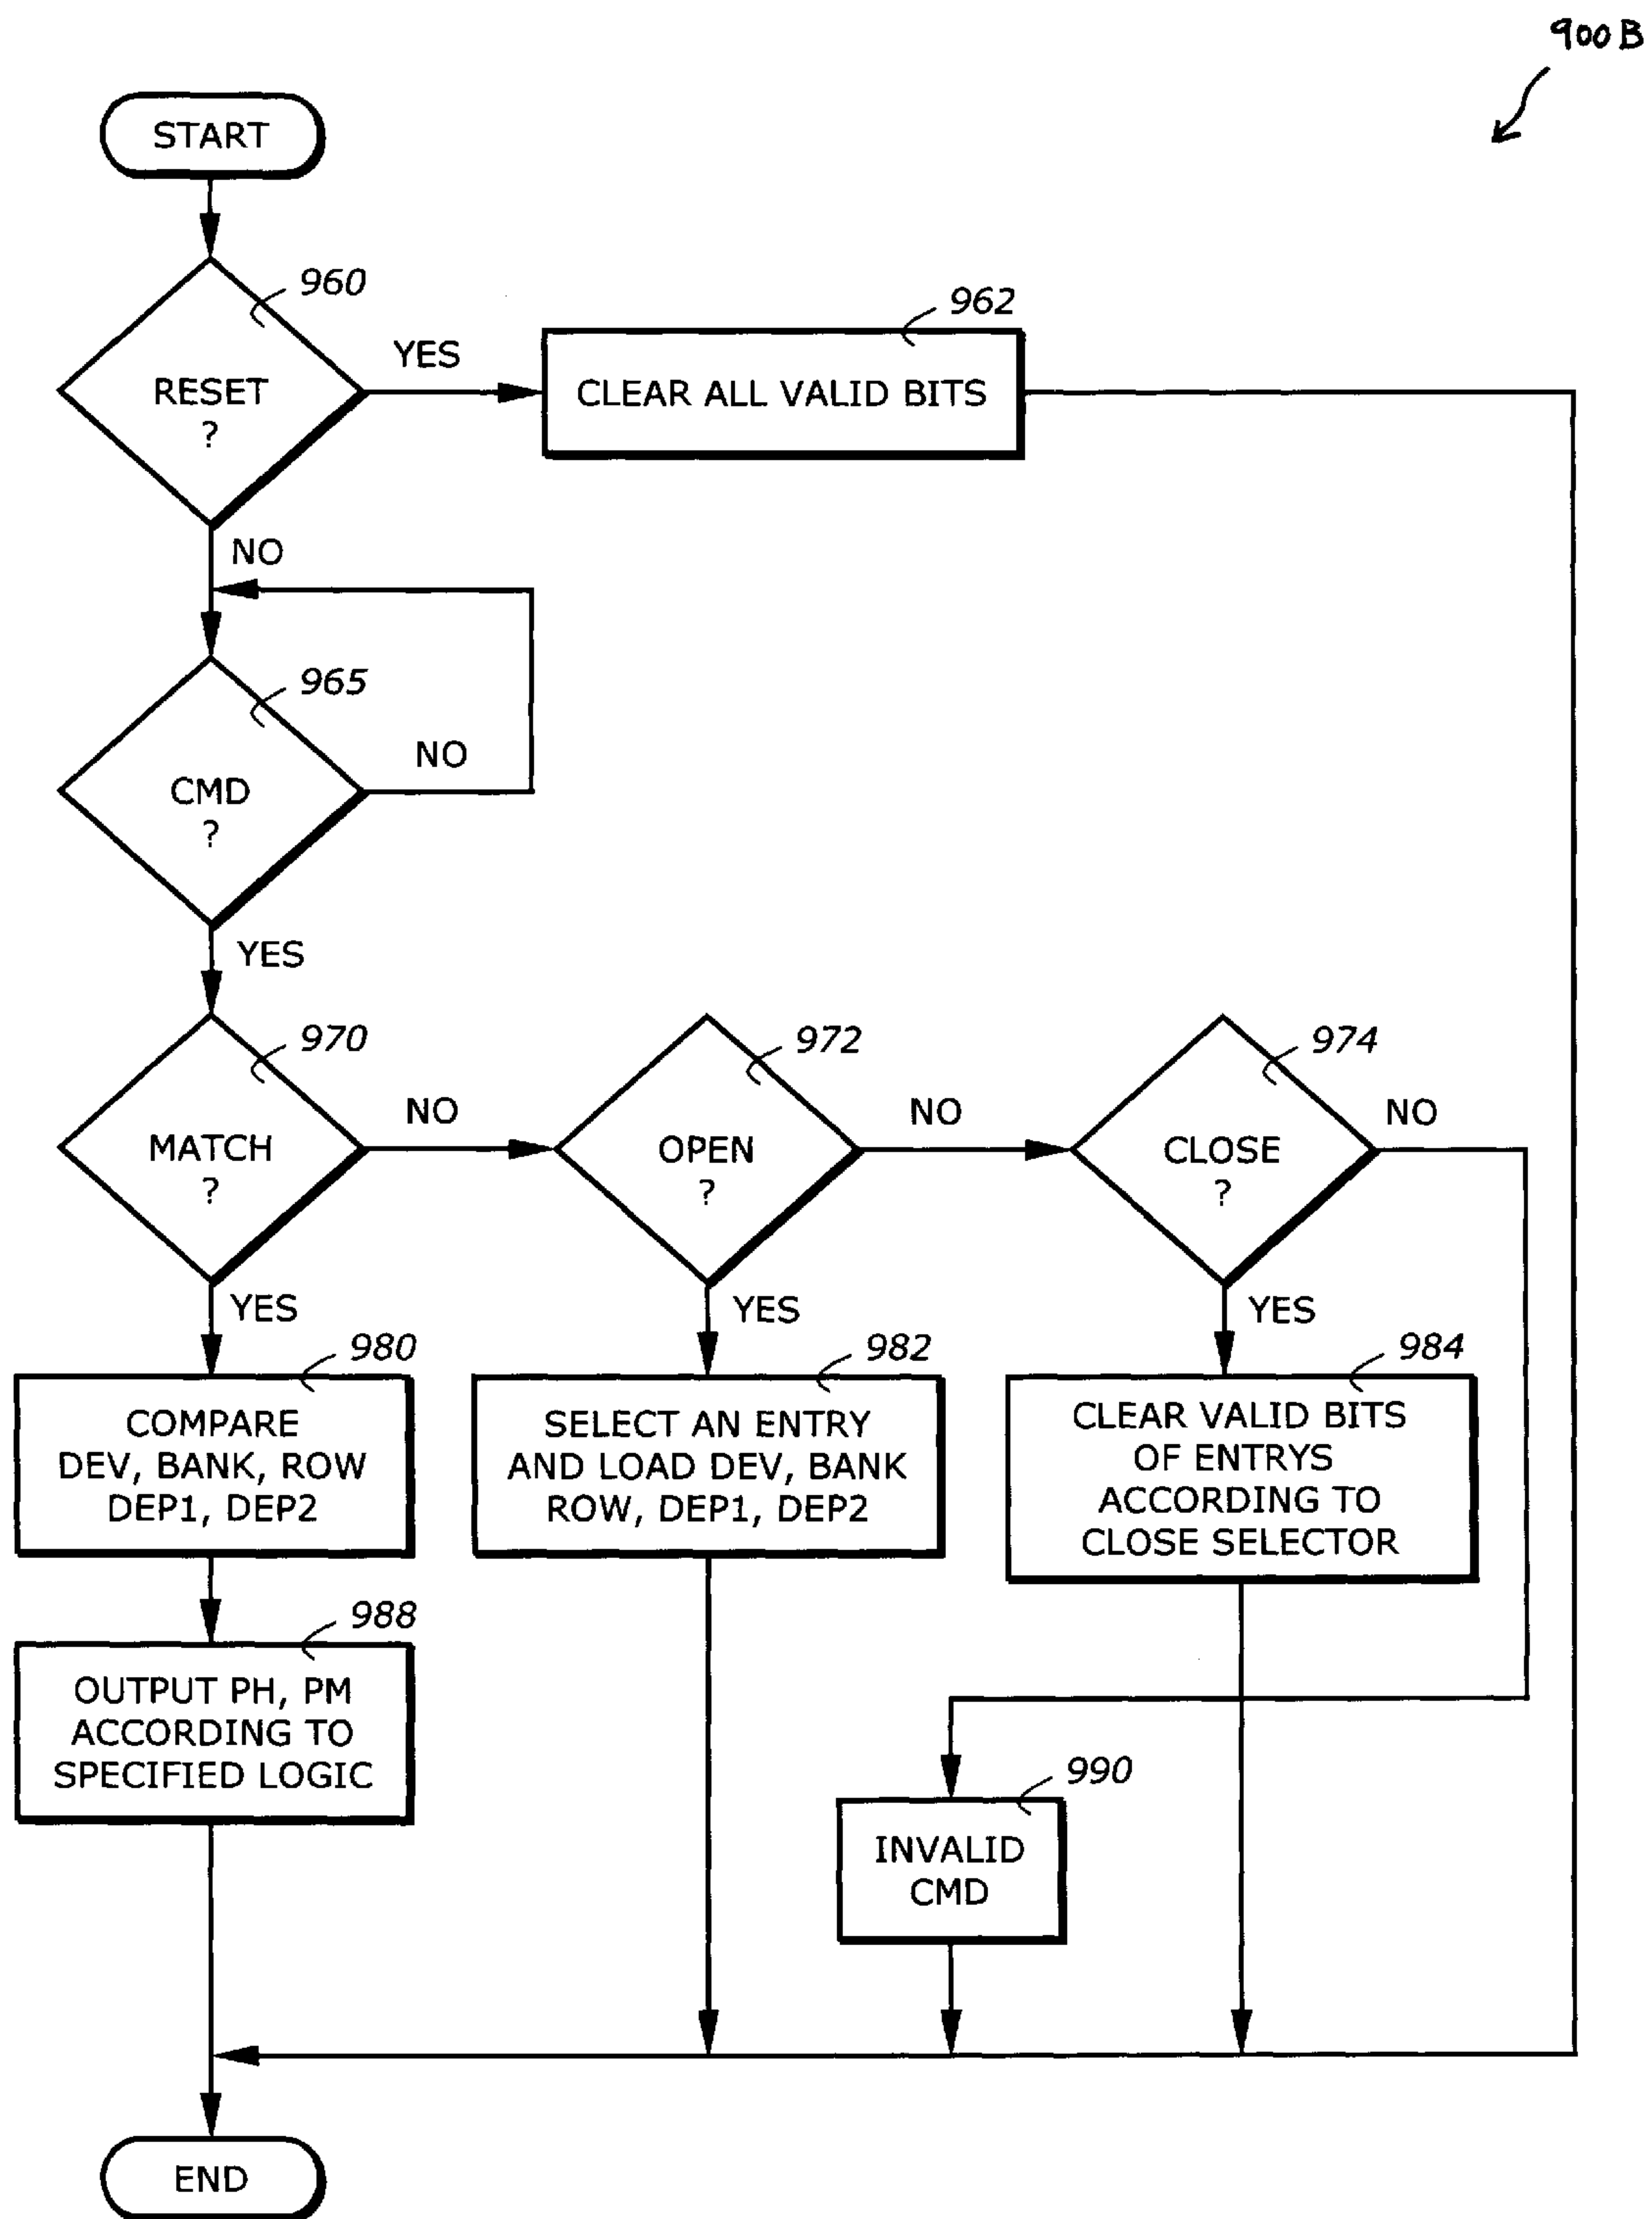 900B
START
960
RESET
?
YES
962
CLEAR ALL VALID BITS
NO
965
CMD
?
NO
YES
970
MATCH
?
NO
972
OPEN
?
NO
974
CLOSE
?
NO
YES
YES
YES
980
COMPARE
DEV, BANK, ROW
DEP1, DEP2
982
SELECT AN ENTRY
AND LOAD DEV, BANK
ROW, DEP1, DEP2
984
CLEAR VALID BITS
OF ENTRYS
ACCORDING TO
CLOSE SELECTOR
988
OUTPUT PH, PM
ACCORDING TO
SPECIFIED LOGIC
990
INVALID
CMD
END